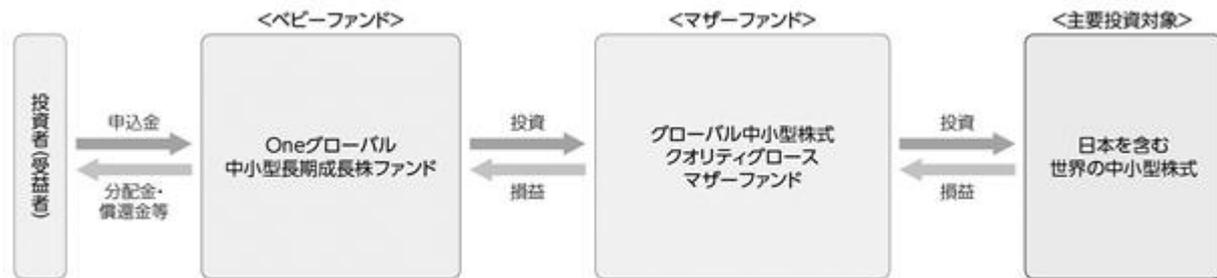 <ベビーファンド>
<マザーファンド>
<主要投資対象>
投資者(受益者)
申込金
分配金・
償還金等
Oneグローバル
中小型長期成長株ファンド
投資
損益
グローバル中小型株式
クオリティグロース
マザーファンド
投資
損益
日本を含む
世界の中小型株式